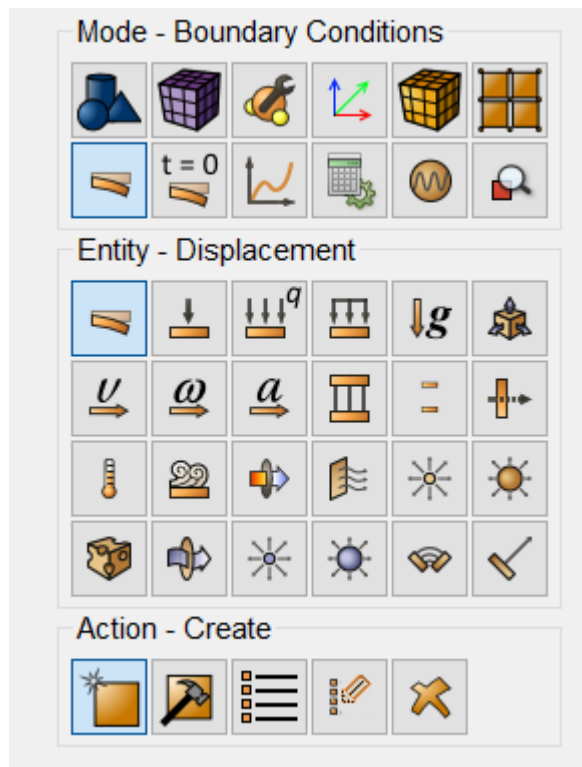 Mode - Boundary Conditions
t = 0
Entity - Displacement
q
g
υ ω a
Action - Create